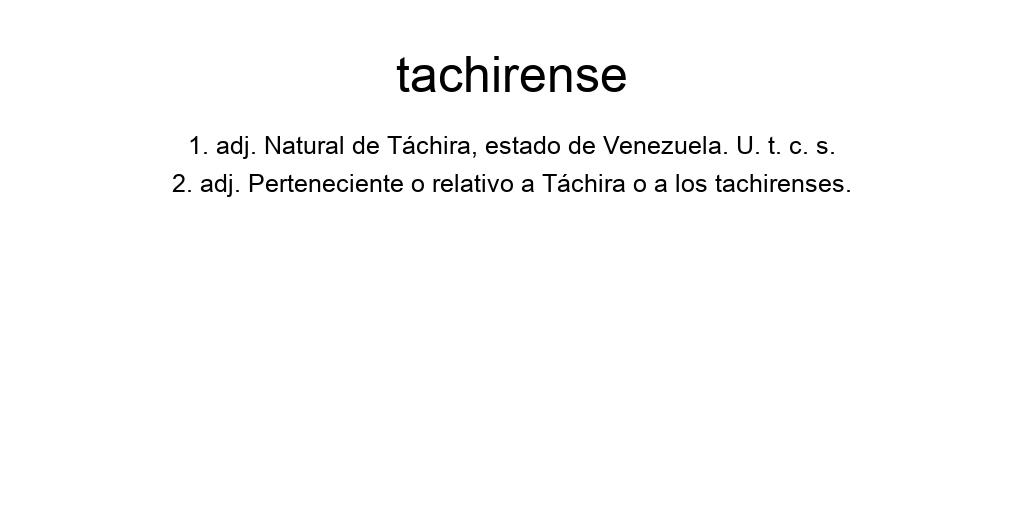 tachirense
1. adj. Natural de Táchira, estado de Venezuela. U. t. c. s.
2. adj. Perteneciente o relativo a Táchira o a los tachirenses.